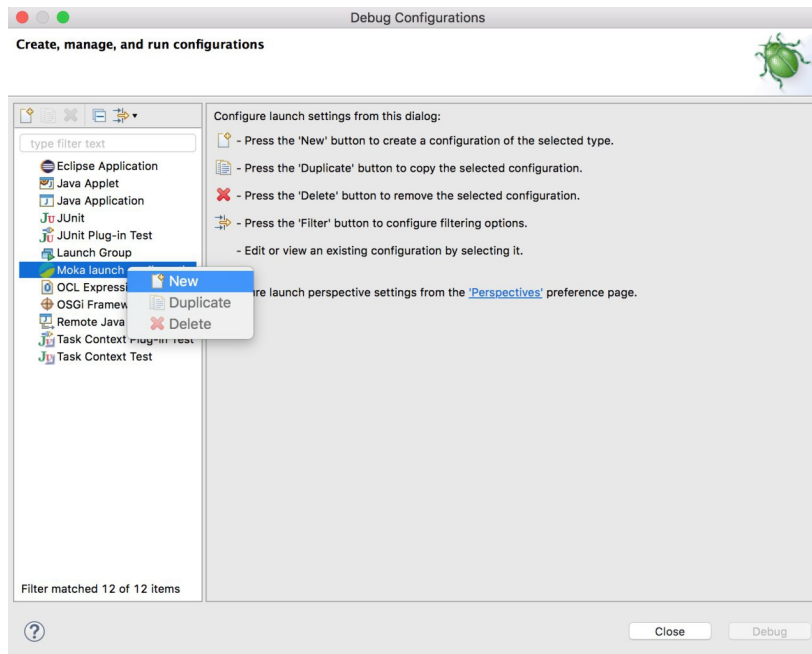 Debug Configurations
Create, manage, and run configurations
type filter text
Eclipse Application
Java Applet
Java Application
JUnit
JUnit Plug-in Test
Launch Group
Moka launch
OCL
OSGi
Remote Java
Task Context Plug-in Test
Task Context Test
New
Duplicate
Delete
Filter matched 12 of 12 items
Configure launch settings from this dialog:
- Press the 'New' button to create a configuration of the selected type.
- Press the 'Duplicate' button to copy the selected configuration.
- Press the 'Delete' button to remove the selected configuration.
- Press the 'Filter' button to configure filtering options.
- Edit or view an existing configuration by selecting it.
launch perspective settings from the 'Perspectives' preference page.
Close
Debug